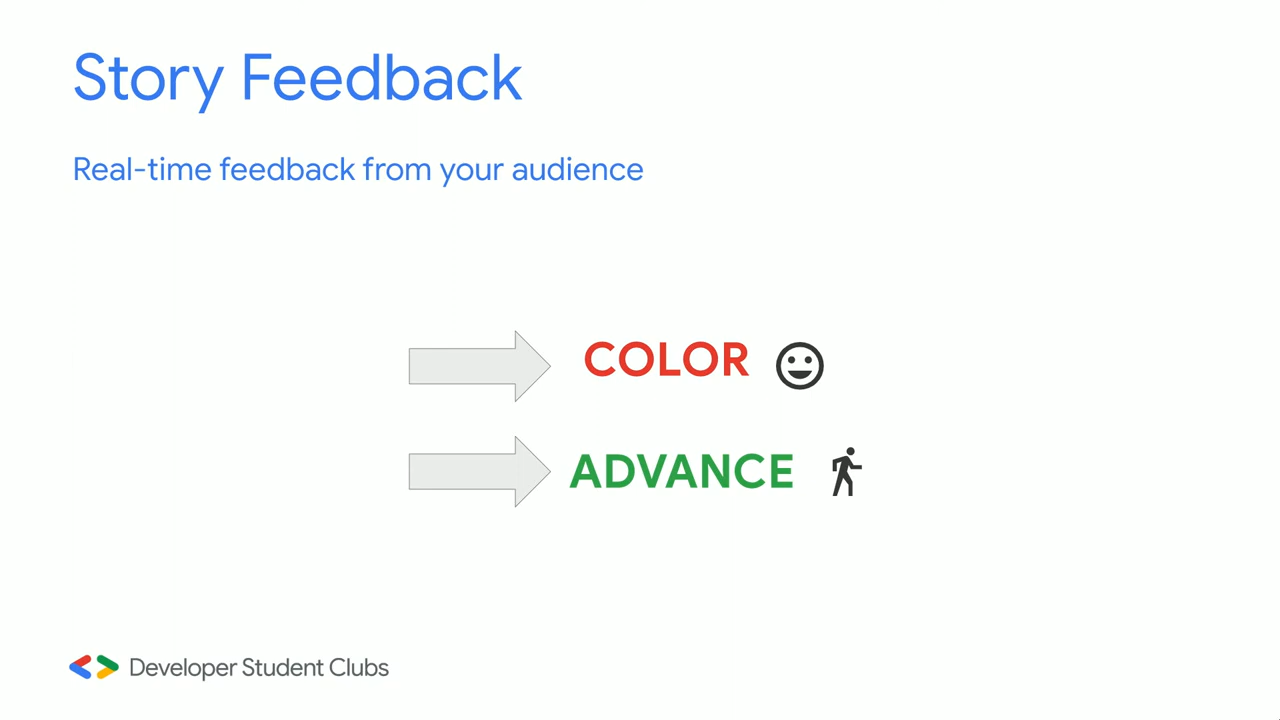 Story Feedback
Real-time feedback from your audience
COLOR
ADVANCE
Developer Student Clubs